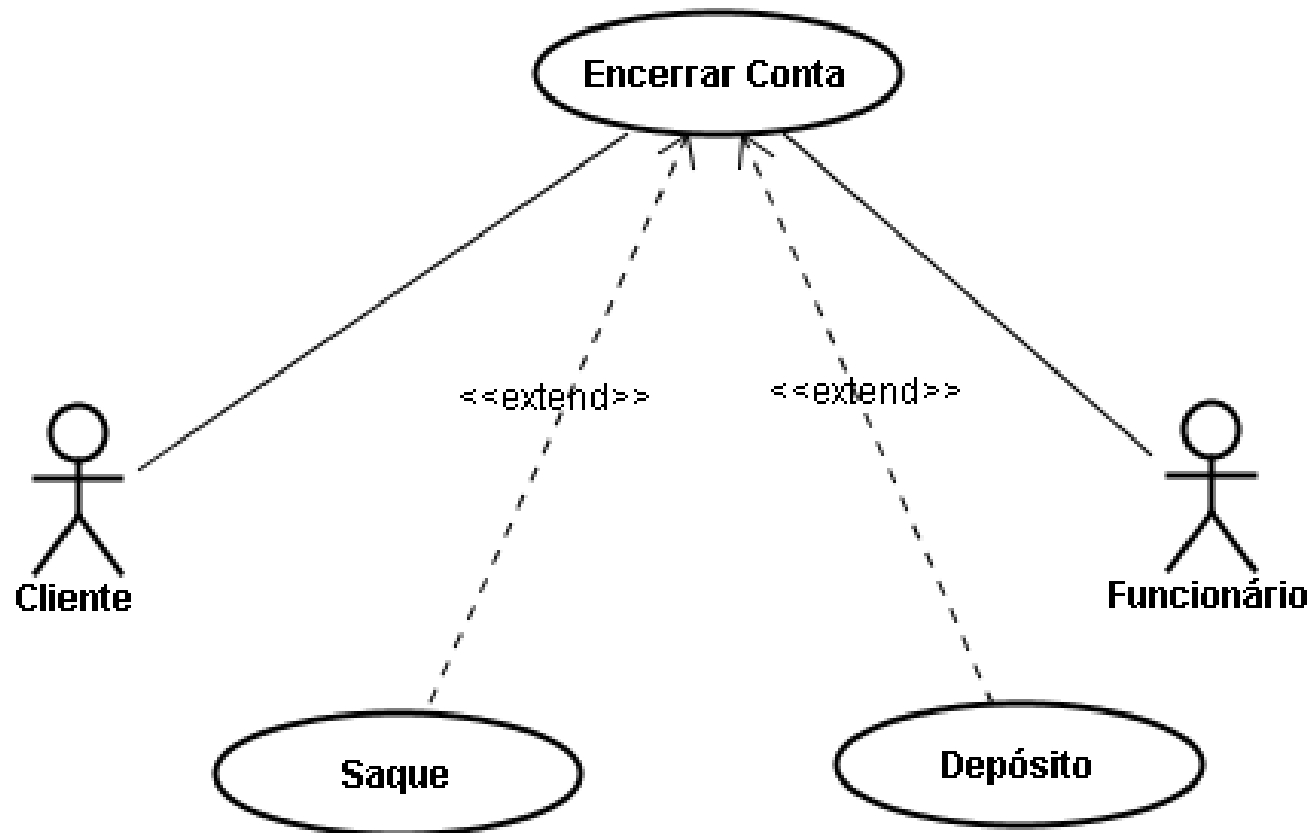 Encerrar Conta
<<extend>>
<<extend>>
Cliente
Funcionário
Saque
Depósito